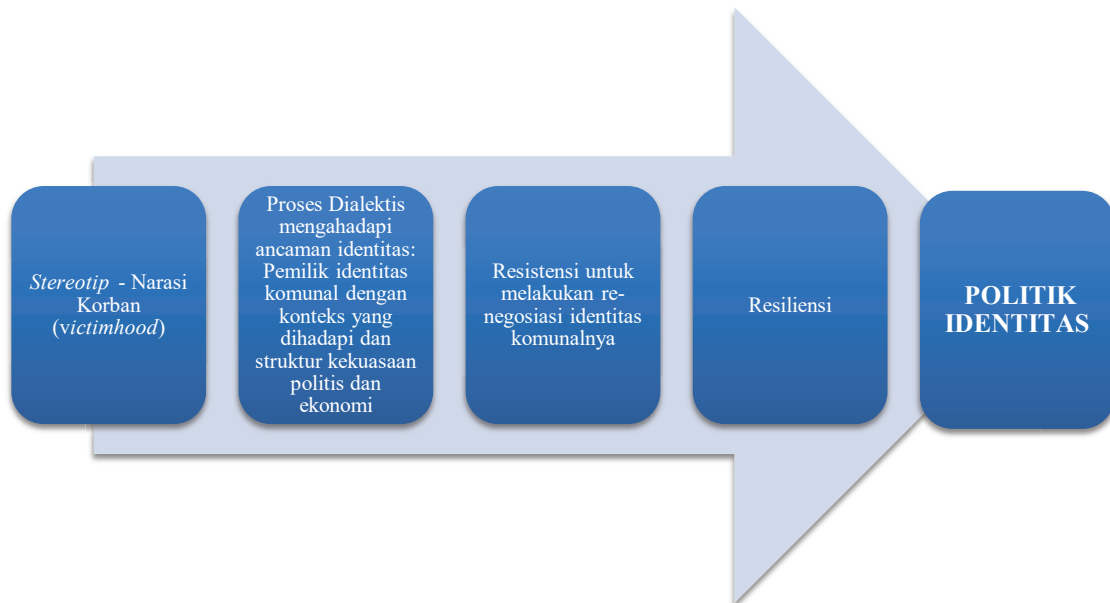 Stereotip - Narasi
Korban
(victimhood)
Proses Dialektis
mengahadapi
ancaman identitas:
Pemilik identitas
komunal dengan
konteks yang
dihadapi dan
struktur kekuasaan
politis dan
ekonomi
Resistensi untuk
melakukan re-
negosiasi identitas
komunalnya
Resiliensi
POLITIK
IDENTITAS